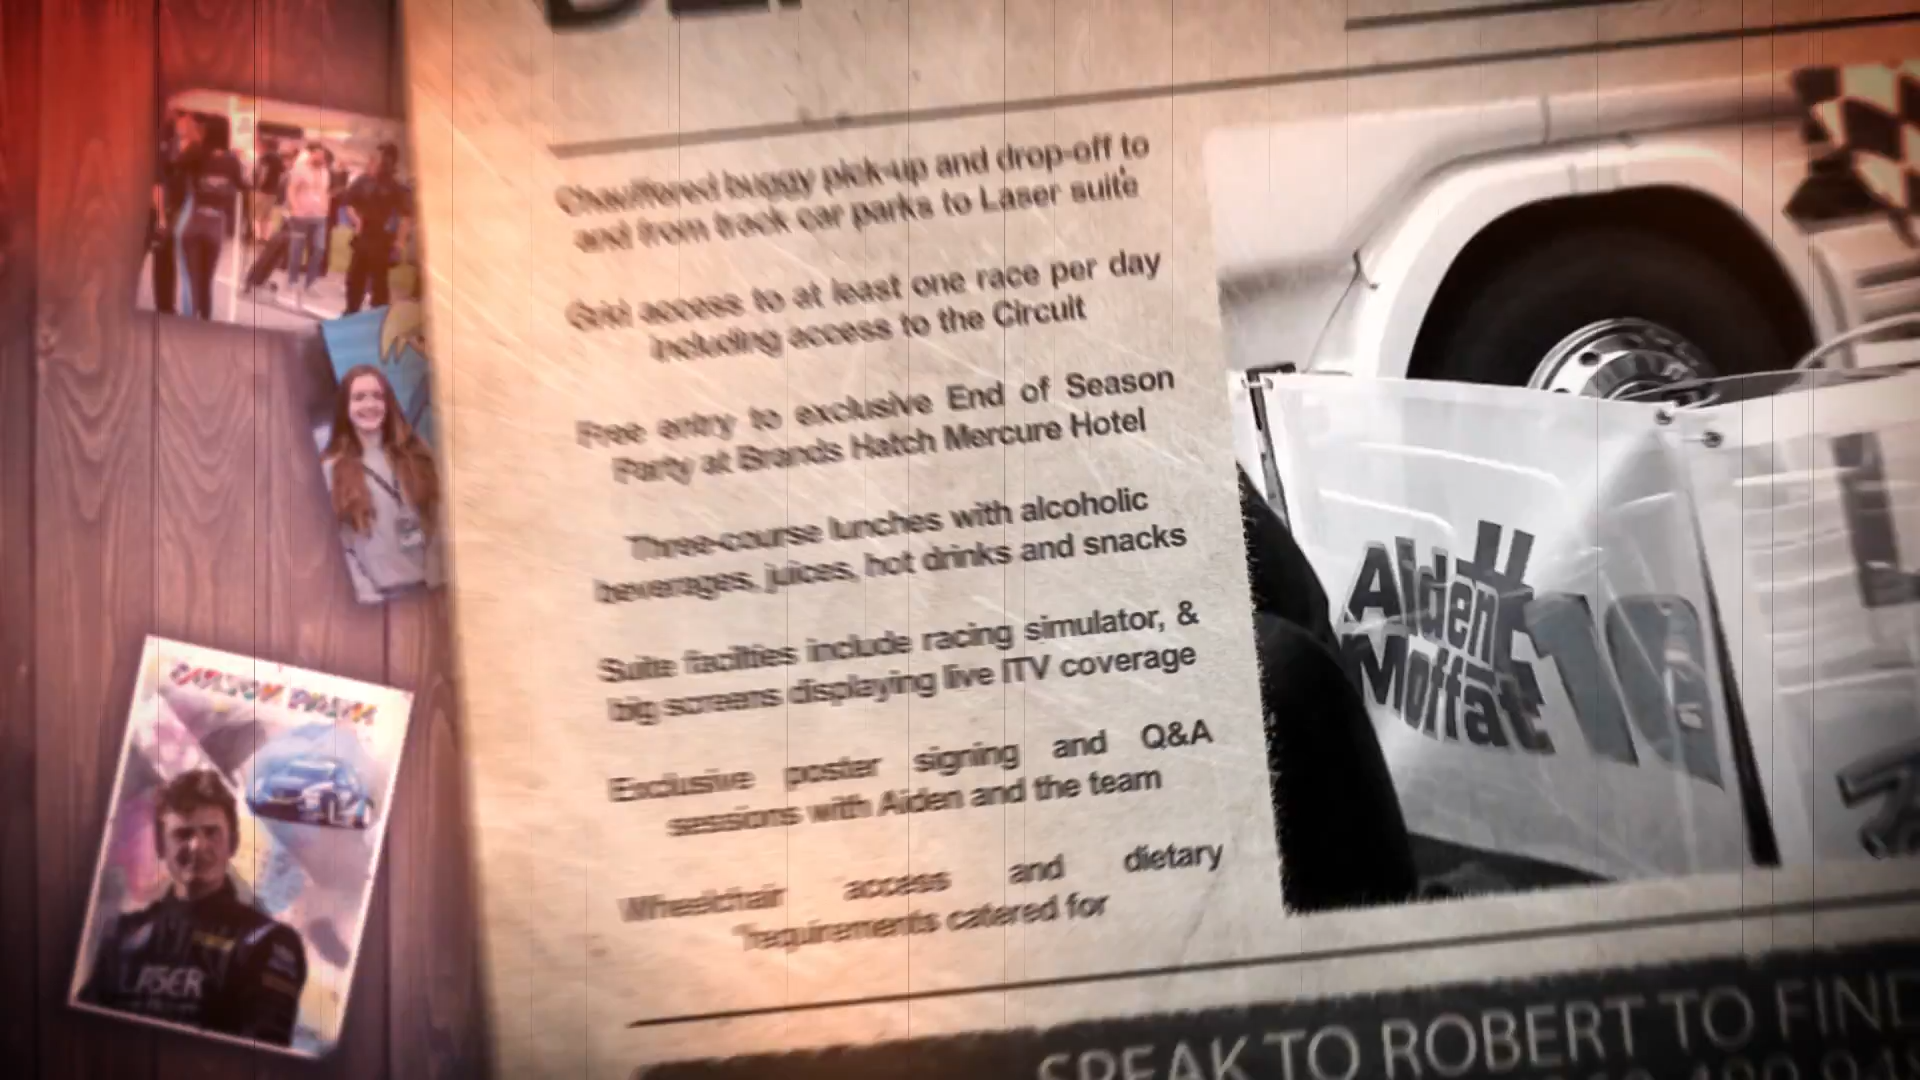 Chauffered buggy pick-up and drop-off to
and from track car parks to Laser suite
Grid access to at least one race per day
including access to the Circuit
Free entry to exclusive End of Season
Party at Brands Hatch Mercure Hotel
Three-course lunches with alcoholic
beverages, juices, hot drinks and snacks
Suite facilities include racing simulator, &
big screens displaying live ITV coverage
Exclusive poster signing and Q&A
sessions with Aiden and the team
Wheelchair access and dietary
requirements catered for
Aiden
Moffat
16
LASER
SPEAK TO ROBERT TO FIND